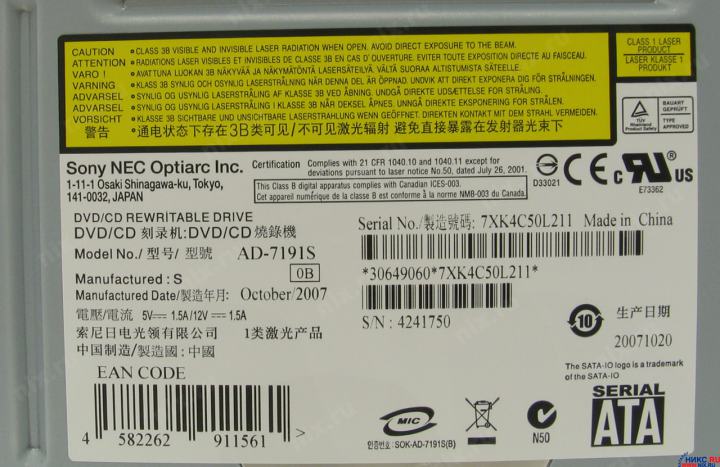 CAUTION • CLASS 3B VISIBLE AND INVISIBLE LASER RADIATION WHEN OPEN. AVOID DIRECT EXPOSURE TO THE BEAM.
ATTENTION • RADIATIONS LASER VISIBLES ET INVISIBLES DE CLASSE 3B EN CAS D' OUVERTURE. EVITER TOUTE EXPOSITION DIRECTE AU FAISCEAU.
VARO ! • AVATTUNA LUOKAN 3B NÄKYVÄÄ JA NÄKYMÄTÖNTÄ LASERSÄTEILYÄ. VÄLTÄ SUORAA ALTISTUMISTA SÄTEELLE.
VARNING • KLASS 3B SYNLIG OCH OSYNLIG LASERSTRÅLNING NÄR DENNA DEL ÄR ÖPPNAD. UNDVIK ATT DIREKT EXPONERA DIG FÖR STRÅLNINGEN.
ADVARSEL • SYNLIG OG USYNLIG LASERSTRÅLING AF KLASSE 3B VED ÅBNING. UNDGÅ DIREKTE UDSÆTTELSE FOR STRÅLING.
ADVARSEL • SYNLIG OG USYNLIG LASERSTRÅLING I KLASSE 3B NÅR DEKSEL ÅPNES. UNNGÅ DIREKTE EKSPONERING FOR STRÅLEN.
VORSICHT • KLASSE 3B SICHTBARE UND UNSICHTBARE LASERSTRAHLUNG WENN GEÖFFNET. DIREKTEN KONTAKT MIT DEM STRAHL VERMEIDEN.
警告 • 通电状态下存在3B类可见/不可见激光辐射 避免直接暴露在发射器光束下
CLASS 1 LASER
PRODUCT
LASER KLASSE 1
PRODUKT
TÜV
Rheinland
Product Safety
BAUART
GEPRÜFT
TYPE
APPROVED
Sony NEC Optiarc Inc.
1-11-1 Osaki Shinagawa-ku, Tokyo,
141-0032, JAPAN
Certification Complies with 21 CFR 1040.10 and 1040.11 except for
deviations pursuant to laser notice No.50, dated July 26, 2001.
This Class B digital apparatus complies with Canadian ICES-003.
Cet appareil numérique de la classe B est conforme à la norme NMB-003 du Canada.
D33021
CE
c RU® US
E73362
DVD/CD REWRITABLE DRIVE
DVD/CD 刻录机:DVD/CD燒錄機
Model No./型号/型號 AD-7191S
0B
Manufactured : S
Manufactured Date/製造年月: October/2007
電壓/電流 5V⎓1.5A/12V⎓1.5A
索尼日电光领有限公司 1类激光产品
中国制造/製造國:中國
Serial No./製造號碼: 7XK4C50L211 Made in China
*30649060*7XK4C50L211*
S/N : 4241750
10
生产日期
20071020
EAN CODE
4 582262 911561 >
MIC
인증번호: SOK-AD-7191S(B)
N50
The SATA-IO logo is a trademark
of the SATA-IO
SERIAL
ATA
НИКС.RU